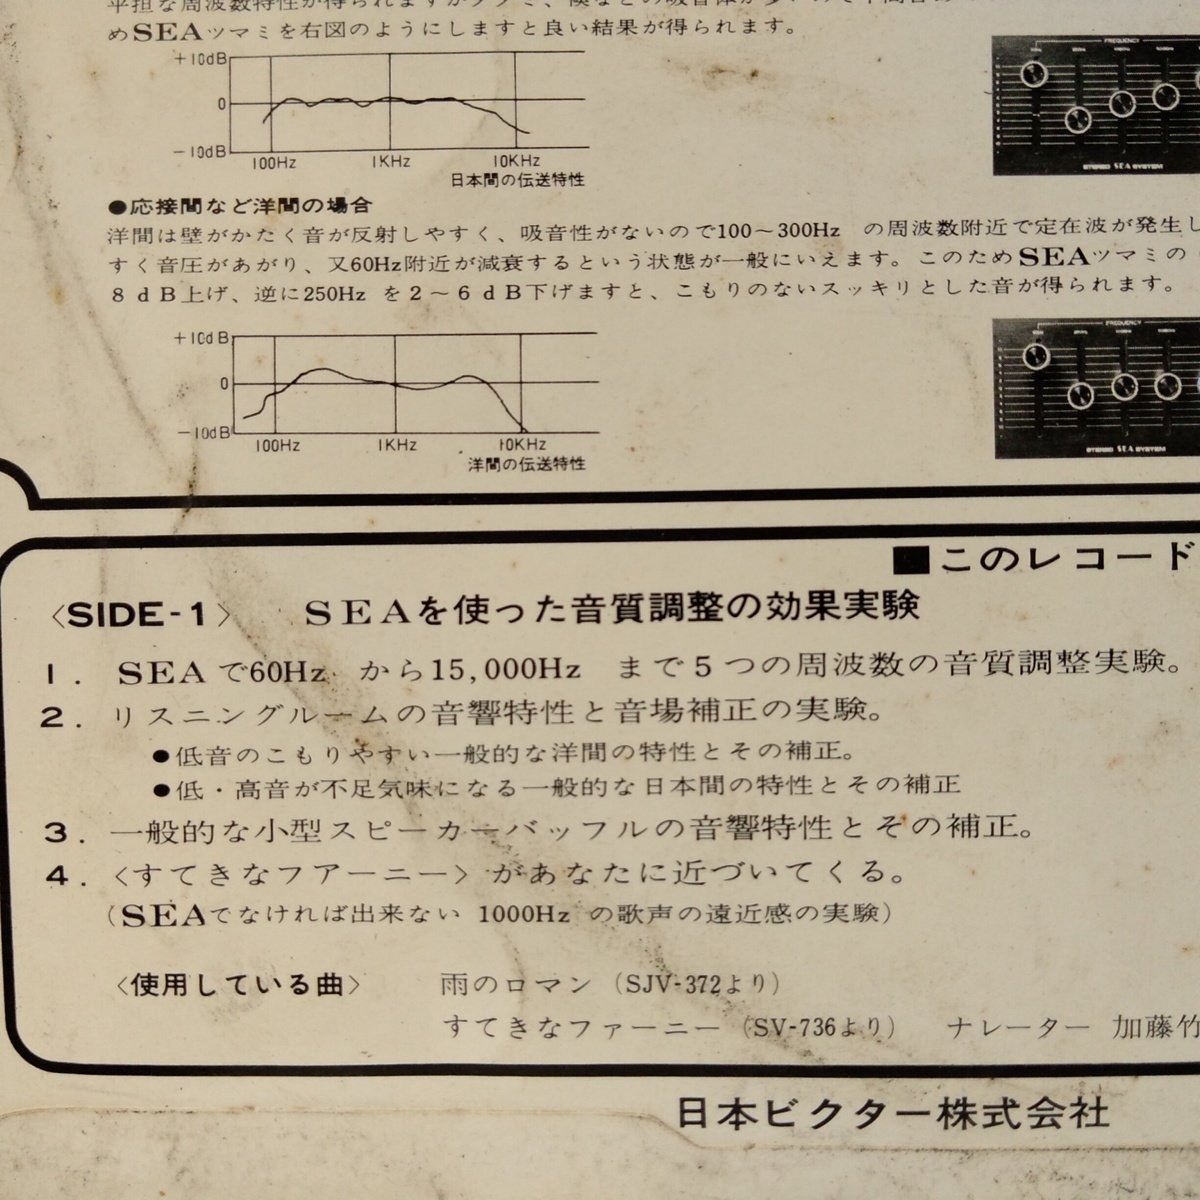 平担な周波数特性が得られますが
めSEAツマミを右図のようにしますと良い結果が得られます。
+10dB
0
-10dB
100Hz 1KHz 10KHz
日本間の伝送特性
FREQUENCY
STEREO SEA SYSTEM
●応接間など洋間の場合
洋間は壁がかたく音が反射しやすく、吸音性がないので100～300Hz の周波数附近で定在波が発生し
すく音圧があがり、又60Hz附近が減衰するという状態が一般にいえます。このためSEAツマミの
8dB上げ、逆に250Hz を2～6dB下げますと、こもりのないスッキリとした音が得られます。
+10dB
0
-10dB
100Hz 1KHz 10KHz
洋間の伝送特性
FREQUENCY
STEREO SEA SYSTEM
■このレコード
〈SIDE-1〉 SEAを使った音質調整の効果実験
1. SEAで60Hz から15,000Hz まで5つの周波数の音質調整実験。
2. リスニングルームの音響特性と音場補正の実験。
●低音のこもりやすい一般的な洋間の特性とその補正。
●低・高音が不足気味になる一般的な日本間の特性とその補正
3. 一般的な小型スピーカーバッフルの音響特性とその補正。
4. 〈すてきなフアーニー〉があなたに近づいてくる。
(SEAでなければ出来ない 1000Hz の歌声の遠近感の実験)
〈使用している曲〉 雨のロマン (SJV-372より)
すてきなファーニー (SV-736より) ナレーター 加藤竹
日本ビクター株式会社